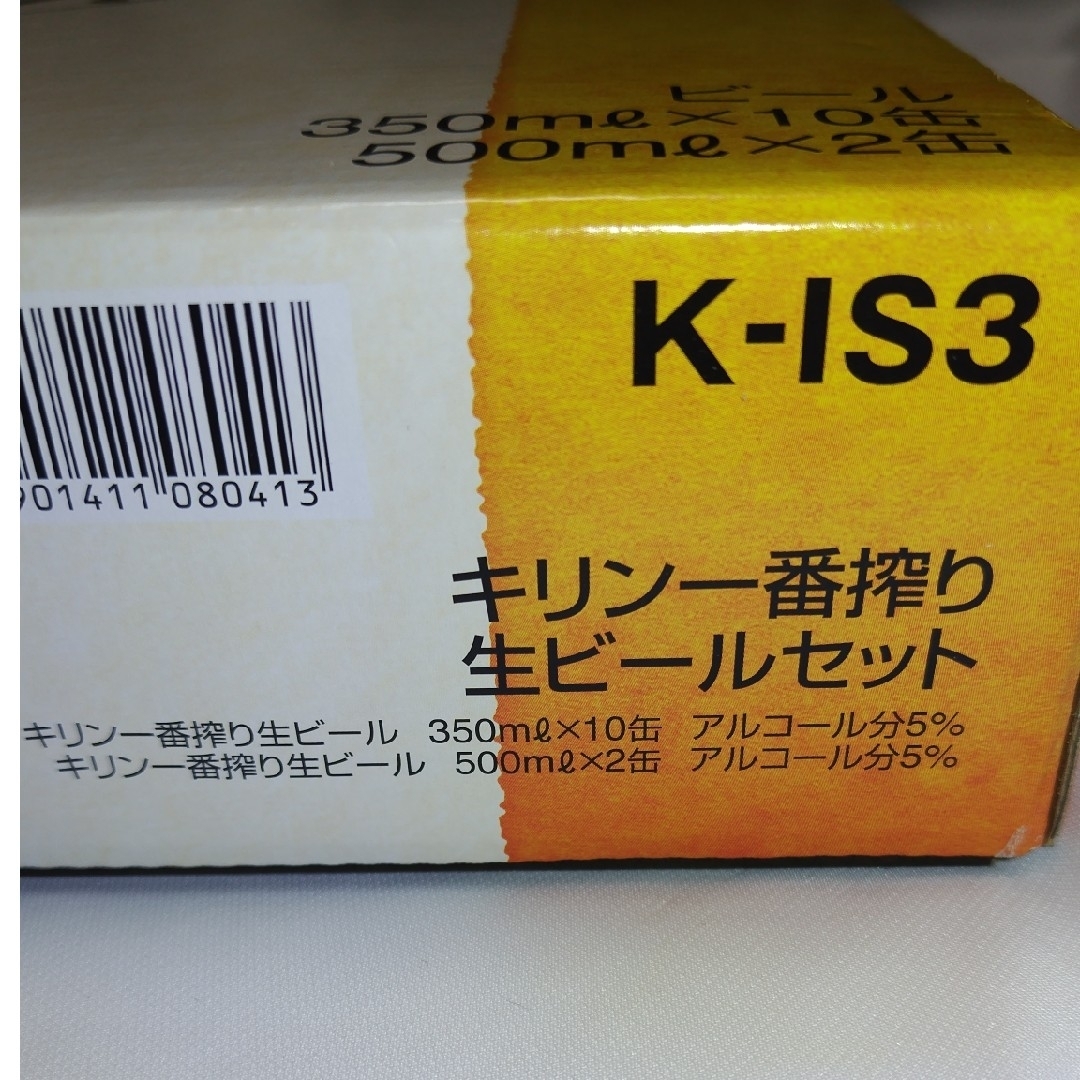 ビール
350mℓ×10缶
500mℓ×2缶
K-IS3
901411 080413
キリン一番搾り
生ビールセット
キリン一番搾り生ビール 350mℓ×10缶 アルコール分5%
キリン一番搾り生ビール 500mℓ×2缶 アルコール分5%